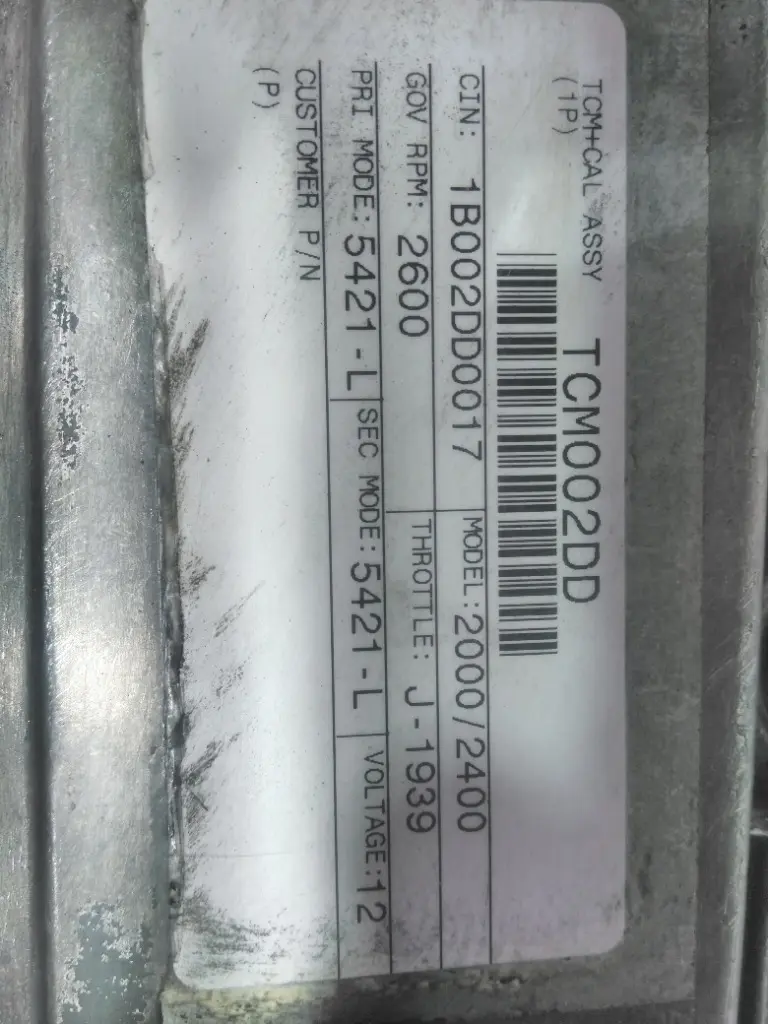 TCM+CAL ASSY TCM002DD
(1P)
CIN: 1B002DD0017 MODEL: 2000/2400
GOV RPM: 2600 THROTTLE: J-1939
PRI MODE: 5421-L SEC MODE: 5421-L VOLTAGE: 12
CUSTOMER P/N
(P)